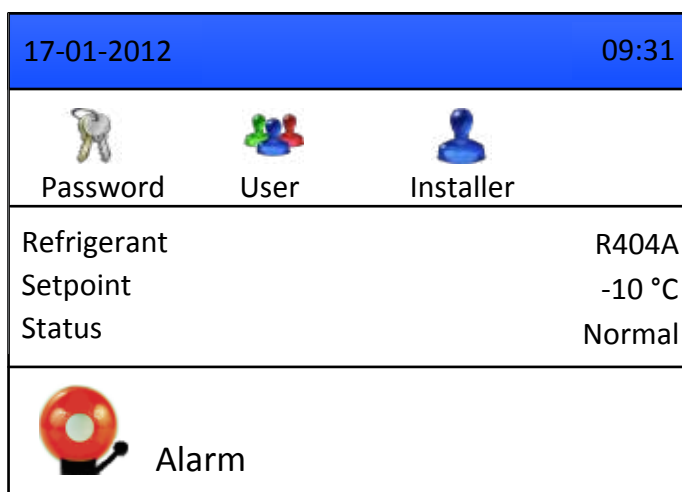 17-01-2012 09:31
Password User Installer
Refrigerant R404A
Setpoint -10 °C
Status Normal
Alarm